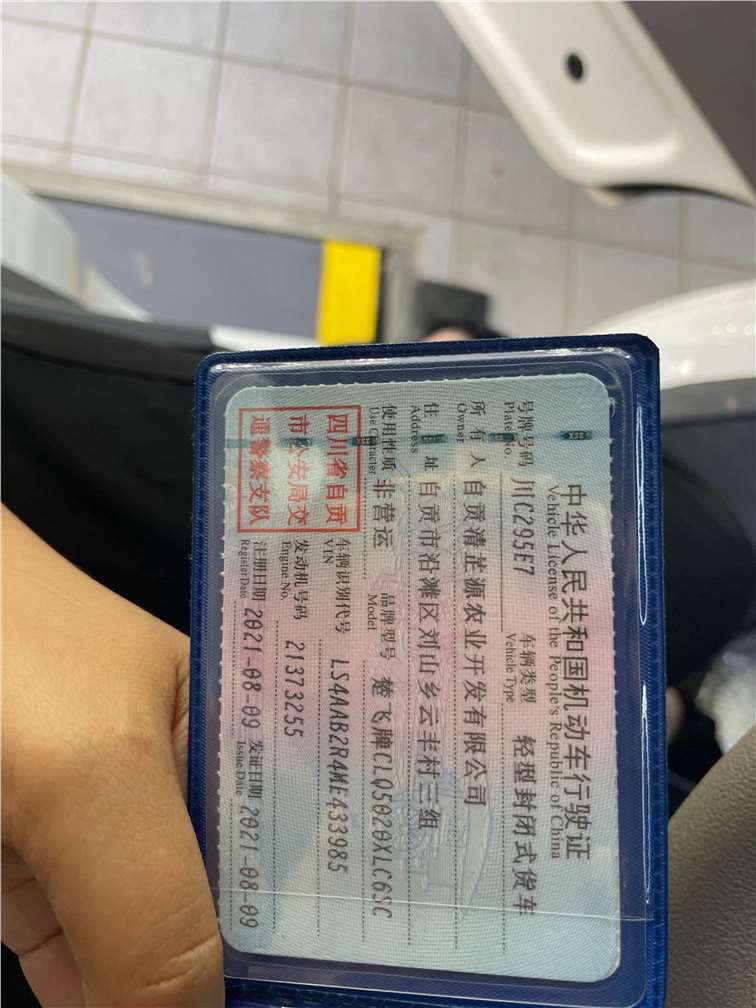 中华人民共和国机动车行驶证
Vehicle License of the People's Republic of China
号牌号码 川C295E7 车辆类型 轻型封闭式货车
Plate No. Vehicle Type
所有人 自贡清芷源农业开发有限公司
Owner
住址 自贡市沿滩区刘山乡云丰村三组
Address
使用性质 非营运 品牌型号 楚飞牌CLQ5020XLC6SC
Use Character Model
四川省自贡
市公安局交
通警察支队
车辆识别代号 LS4AAB2R4ME433985
VIN
发动机号码 21373255
Engine No.
注册日期 2021-08-09 发证日期 2021-08-09
Register Date Issue Date